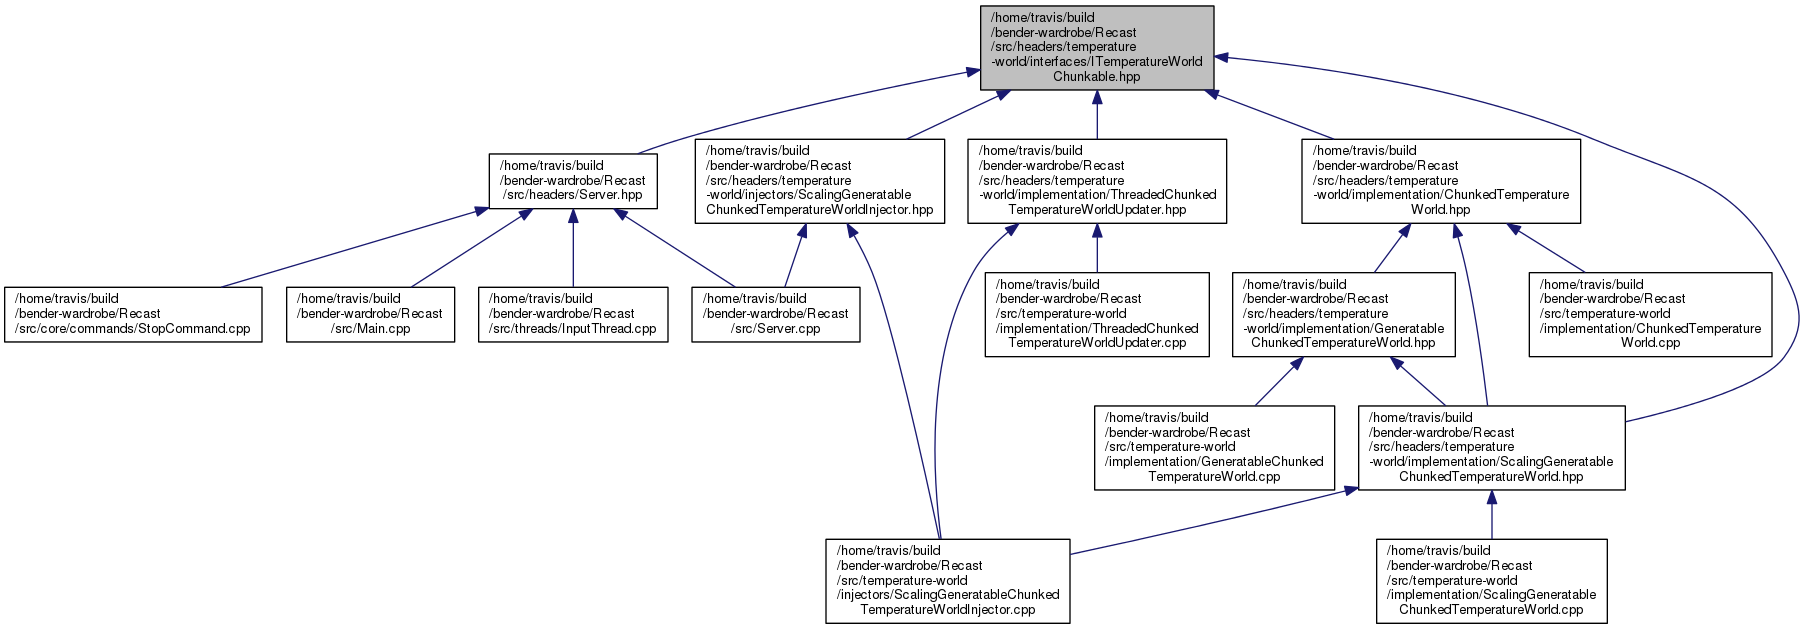 /home/travis/build
/bender-wardrobe/Recast
/src/headers/temperature
-world/interfaces/ITemperatureWorld
Chunkable.hpp
/home/travis/build
/bender-wardrobe/Recast
/src/headers/Server.hpp
/home/travis/build
/bender-wardrobe/Recast
/src/headers/temperature
-world/injectors/ScalingGeneratable
ChunkedTemperatureWorldInjector.hpp
/home/travis/build
/bender-wardrobe/Recast
/src/headers/temperature
-world/implementation/ThreadedChunked
TemperatureWorldUpdater.hpp
/home/travis/build
/bender-wardrobe/Recast
/src/headers/temperature
-world/implementation/ChunkedTemperature
World.hpp
/home/travis/build
/bender-wardrobe/Recast
/src/core/commands/StopCommand.cpp
/home/travis/build
/bender-wardrobe/Recast
/src/Main.cpp
/home/travis/build
/bender-wardrobe/Recast
/src/threads/InputThread.cpp
/home/travis/build
/bender-wardrobe/Recast
/src/Server.cpp
/home/travis/build
/bender-wardrobe/Recast
/src/temperature-world
/implementation/ThreadedChunked
TemperatureWorldUpdater.cpp
/home/travis/build
/bender-wardrobe/Recast
/src/headers/temperature
-world/implementation/Generatable
ChunkedTemperatureWorld.hpp
/home/travis/build
/bender-wardrobe/Recast
/src/temperature-world
/implementation/ChunkedTemperature
World.cpp
/home/travis/build
/bender-wardrobe/Recast
/src/temperature-world
/implementation/GeneratableChunked
TemperatureWorld.cpp
/home/travis/build
/bender-wardrobe/Recast
/src/headers/temperature
-world/implementation/ScalingGeneratable
ChunkedTemperatureWorld.hpp
/home/travis/build
/bender-wardrobe/Recast
/src/temperature-world
/injectors/ScalingGeneratableChunked
TemperatureWorldInjector.cpp
/home/travis/build
/bender-wardrobe/Recast
/src/temperature-world
/implementation/ScalingGeneratable
ChunkedTemperatureWorld.cpp